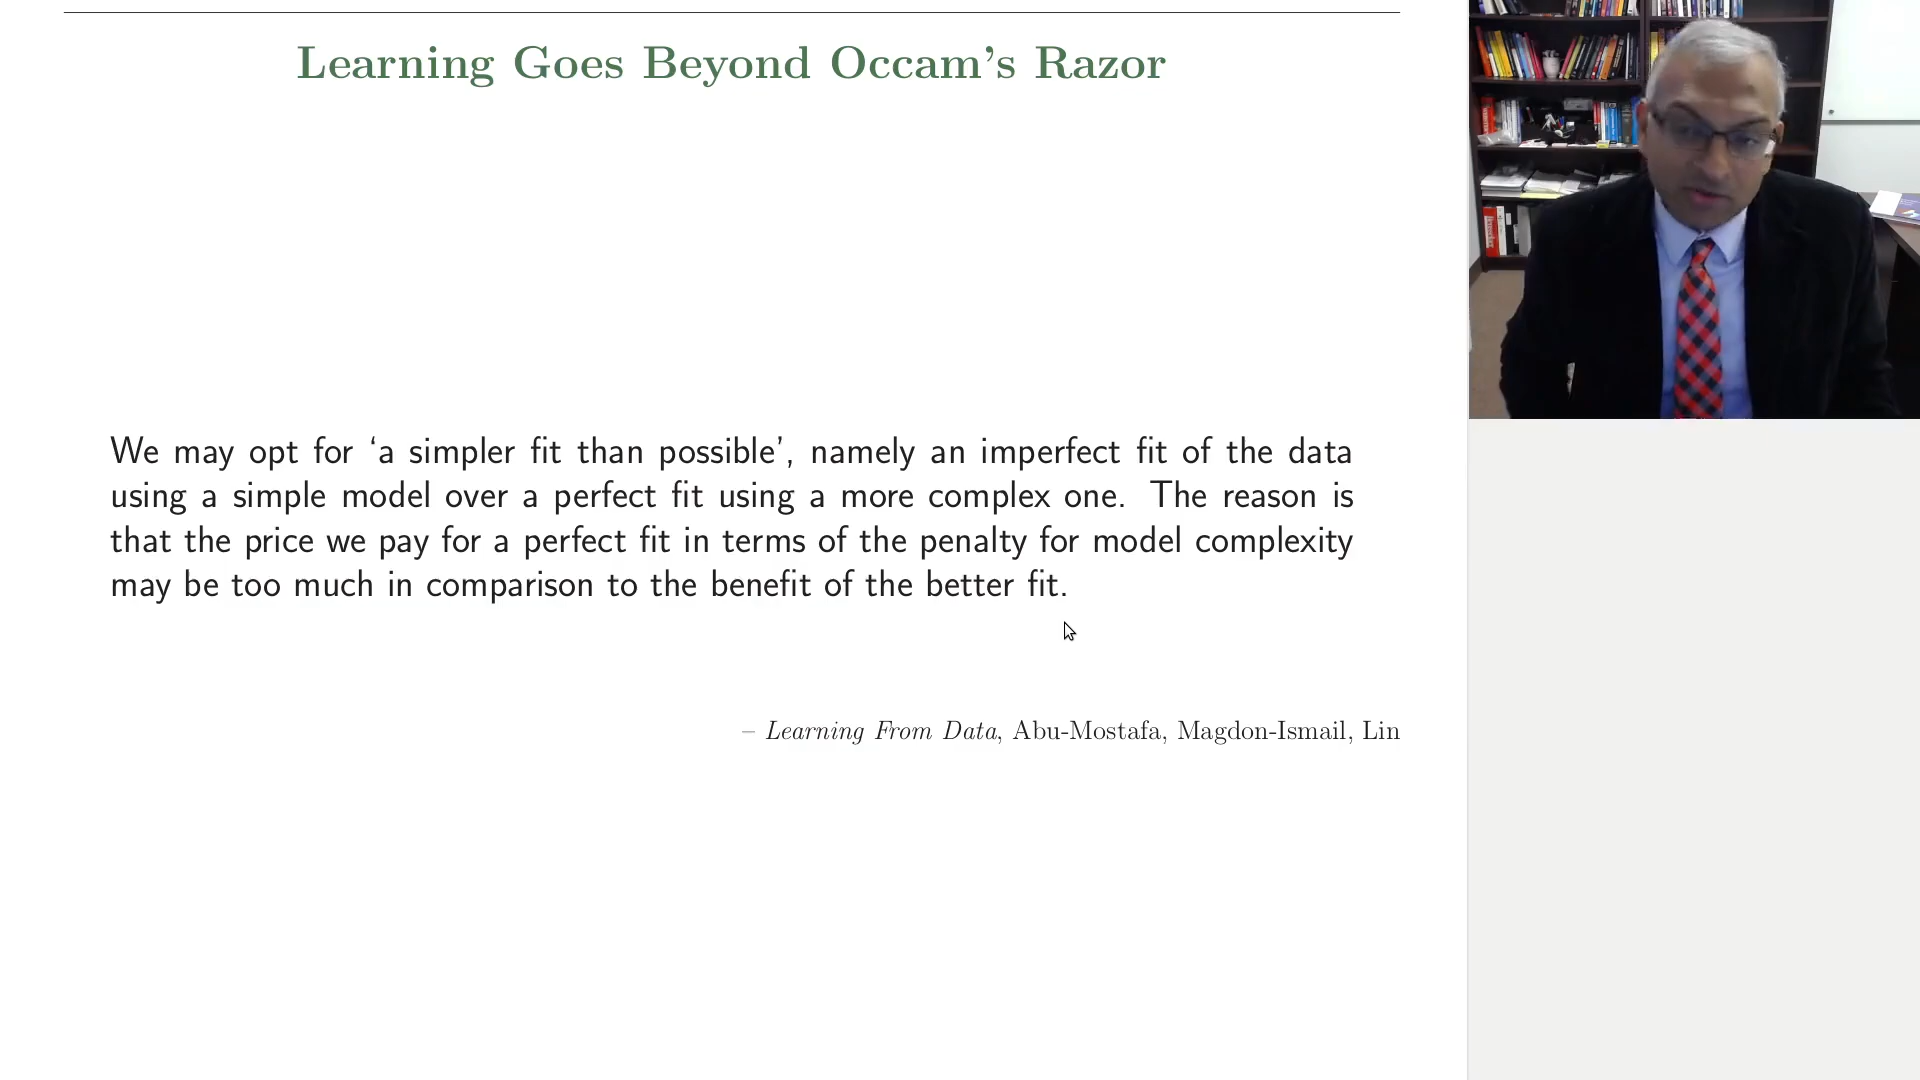 Learning Goes Beyond Occam's Razor
We may opt for ‘a simpler fit than possible’, namely an imperfect fit of the data
using a simple model over a perfect fit using a more complex one. The reason is
that the price we pay for a perfect fit in terms of the penalty for model complexity
may be too much in comparison to the benefit of the better fit.
– Learning From Data, Abu-Mostafa, Magdon-Ismail, Lin